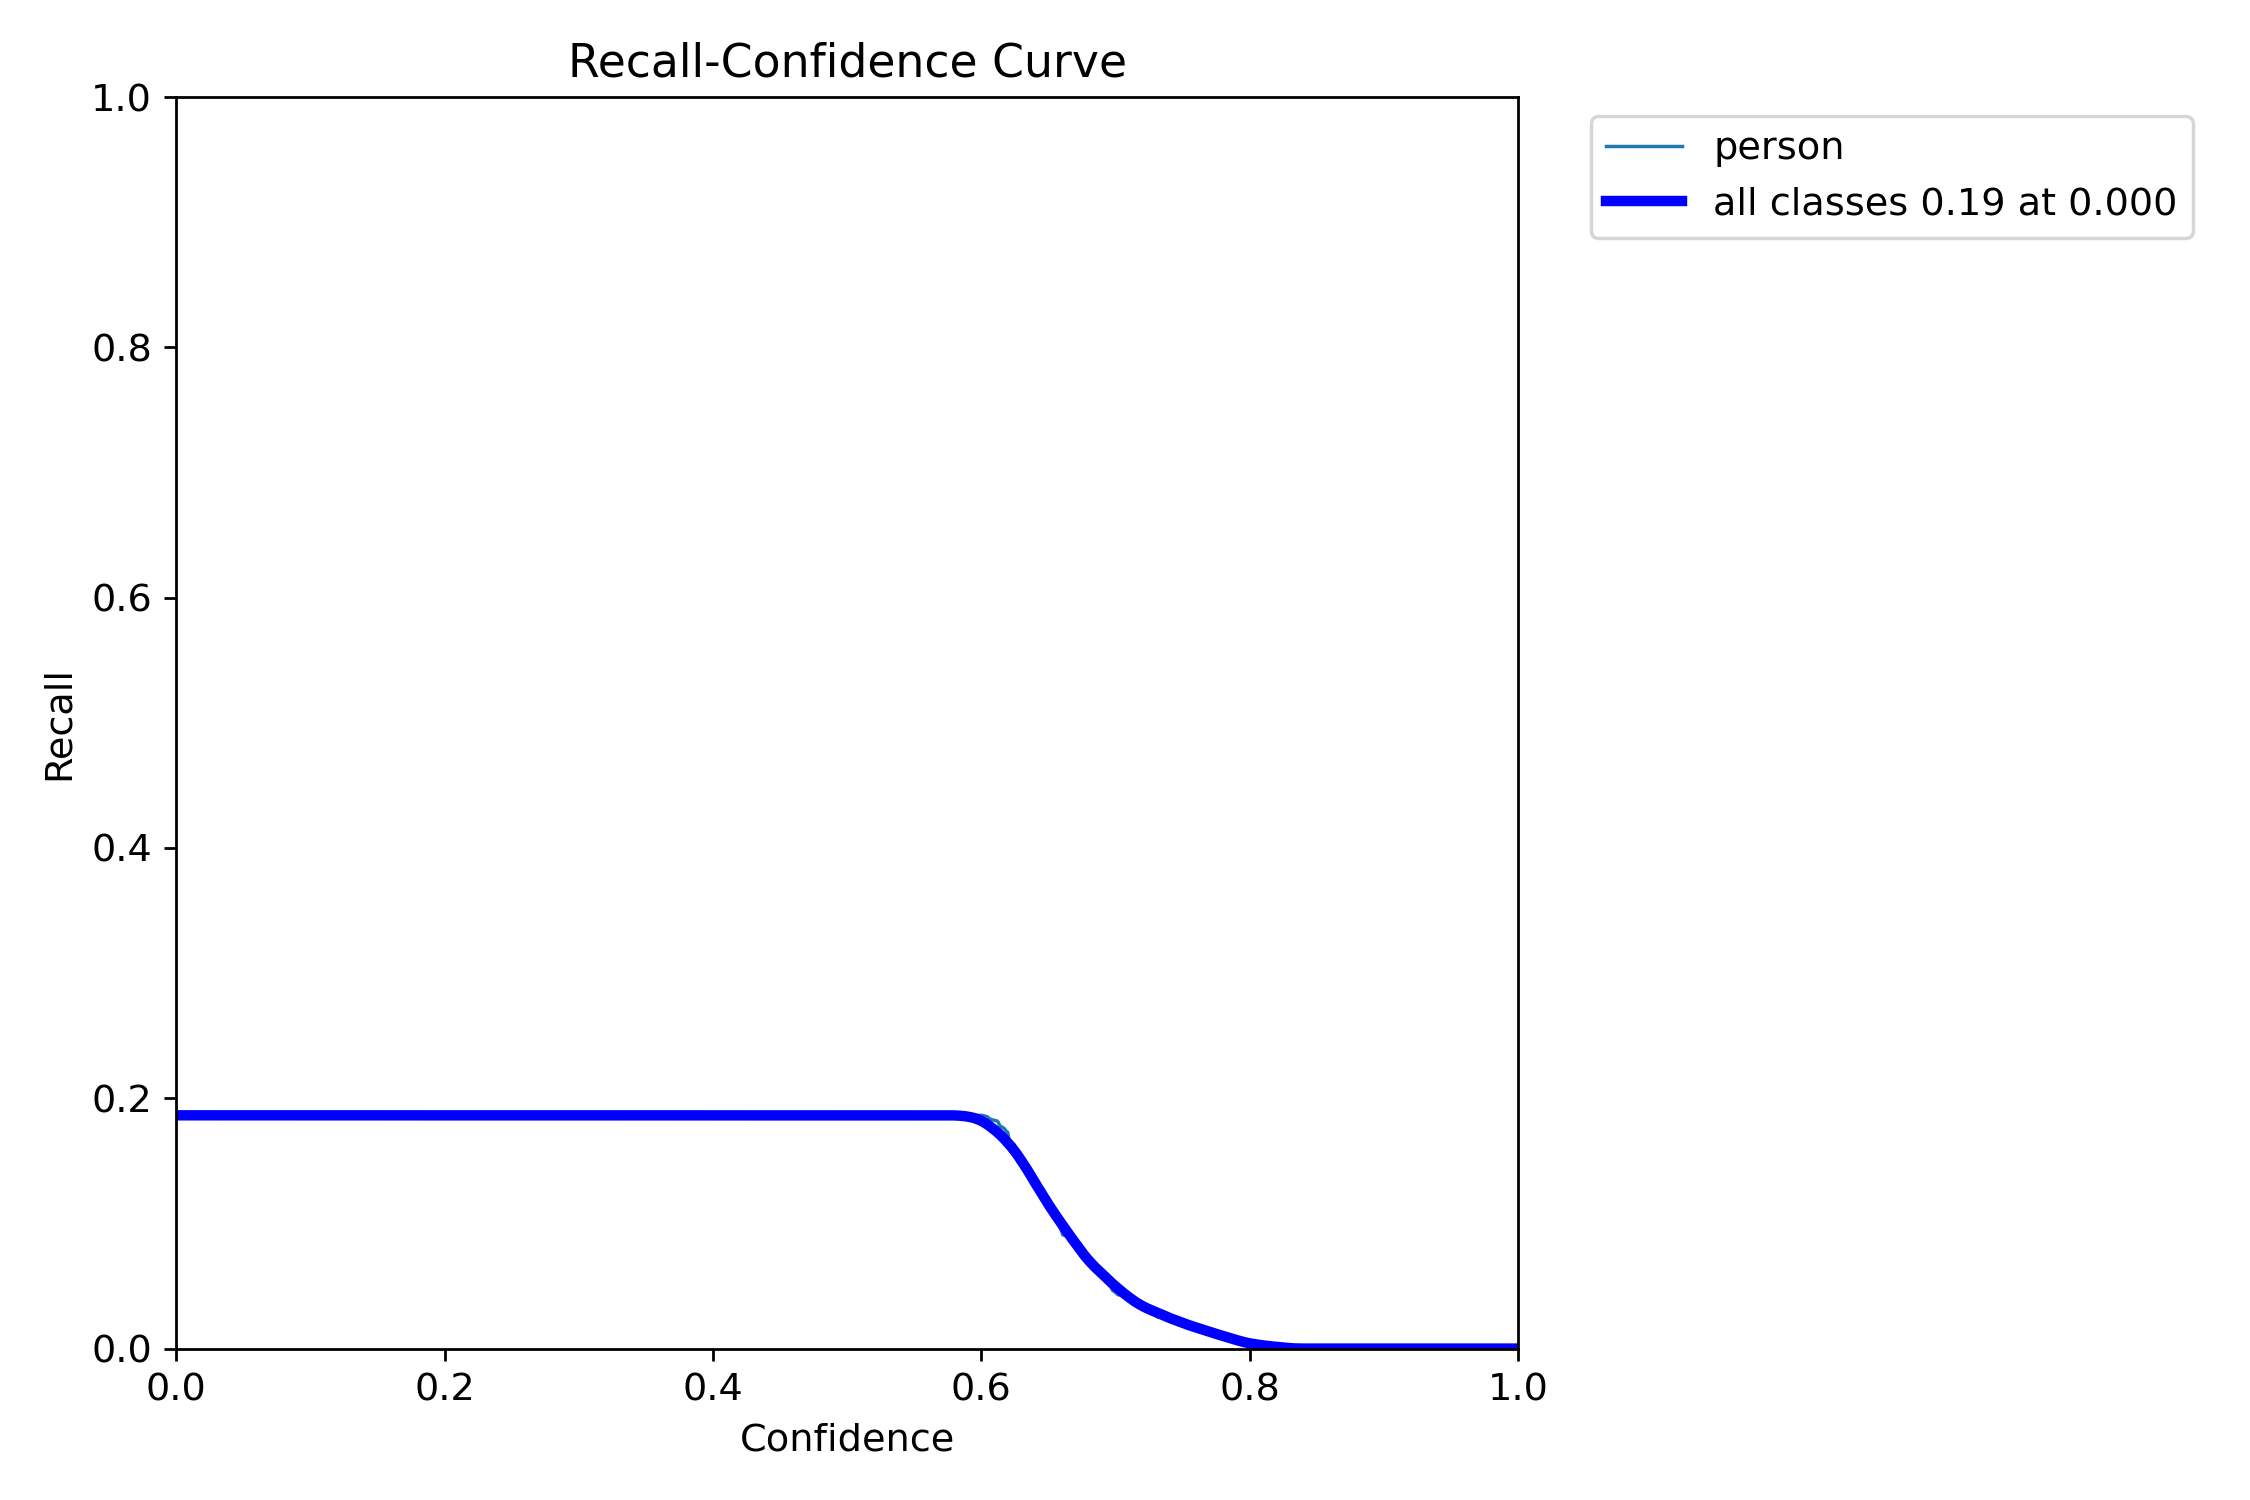 Recall-Confidence Curve
1.0
0.8
0.6
0.4
0.2
0.0
Recall
0.0 0.2 0.4 0.6 0.8 1.0
Confidence
person
all classes 0.19 at 0.000